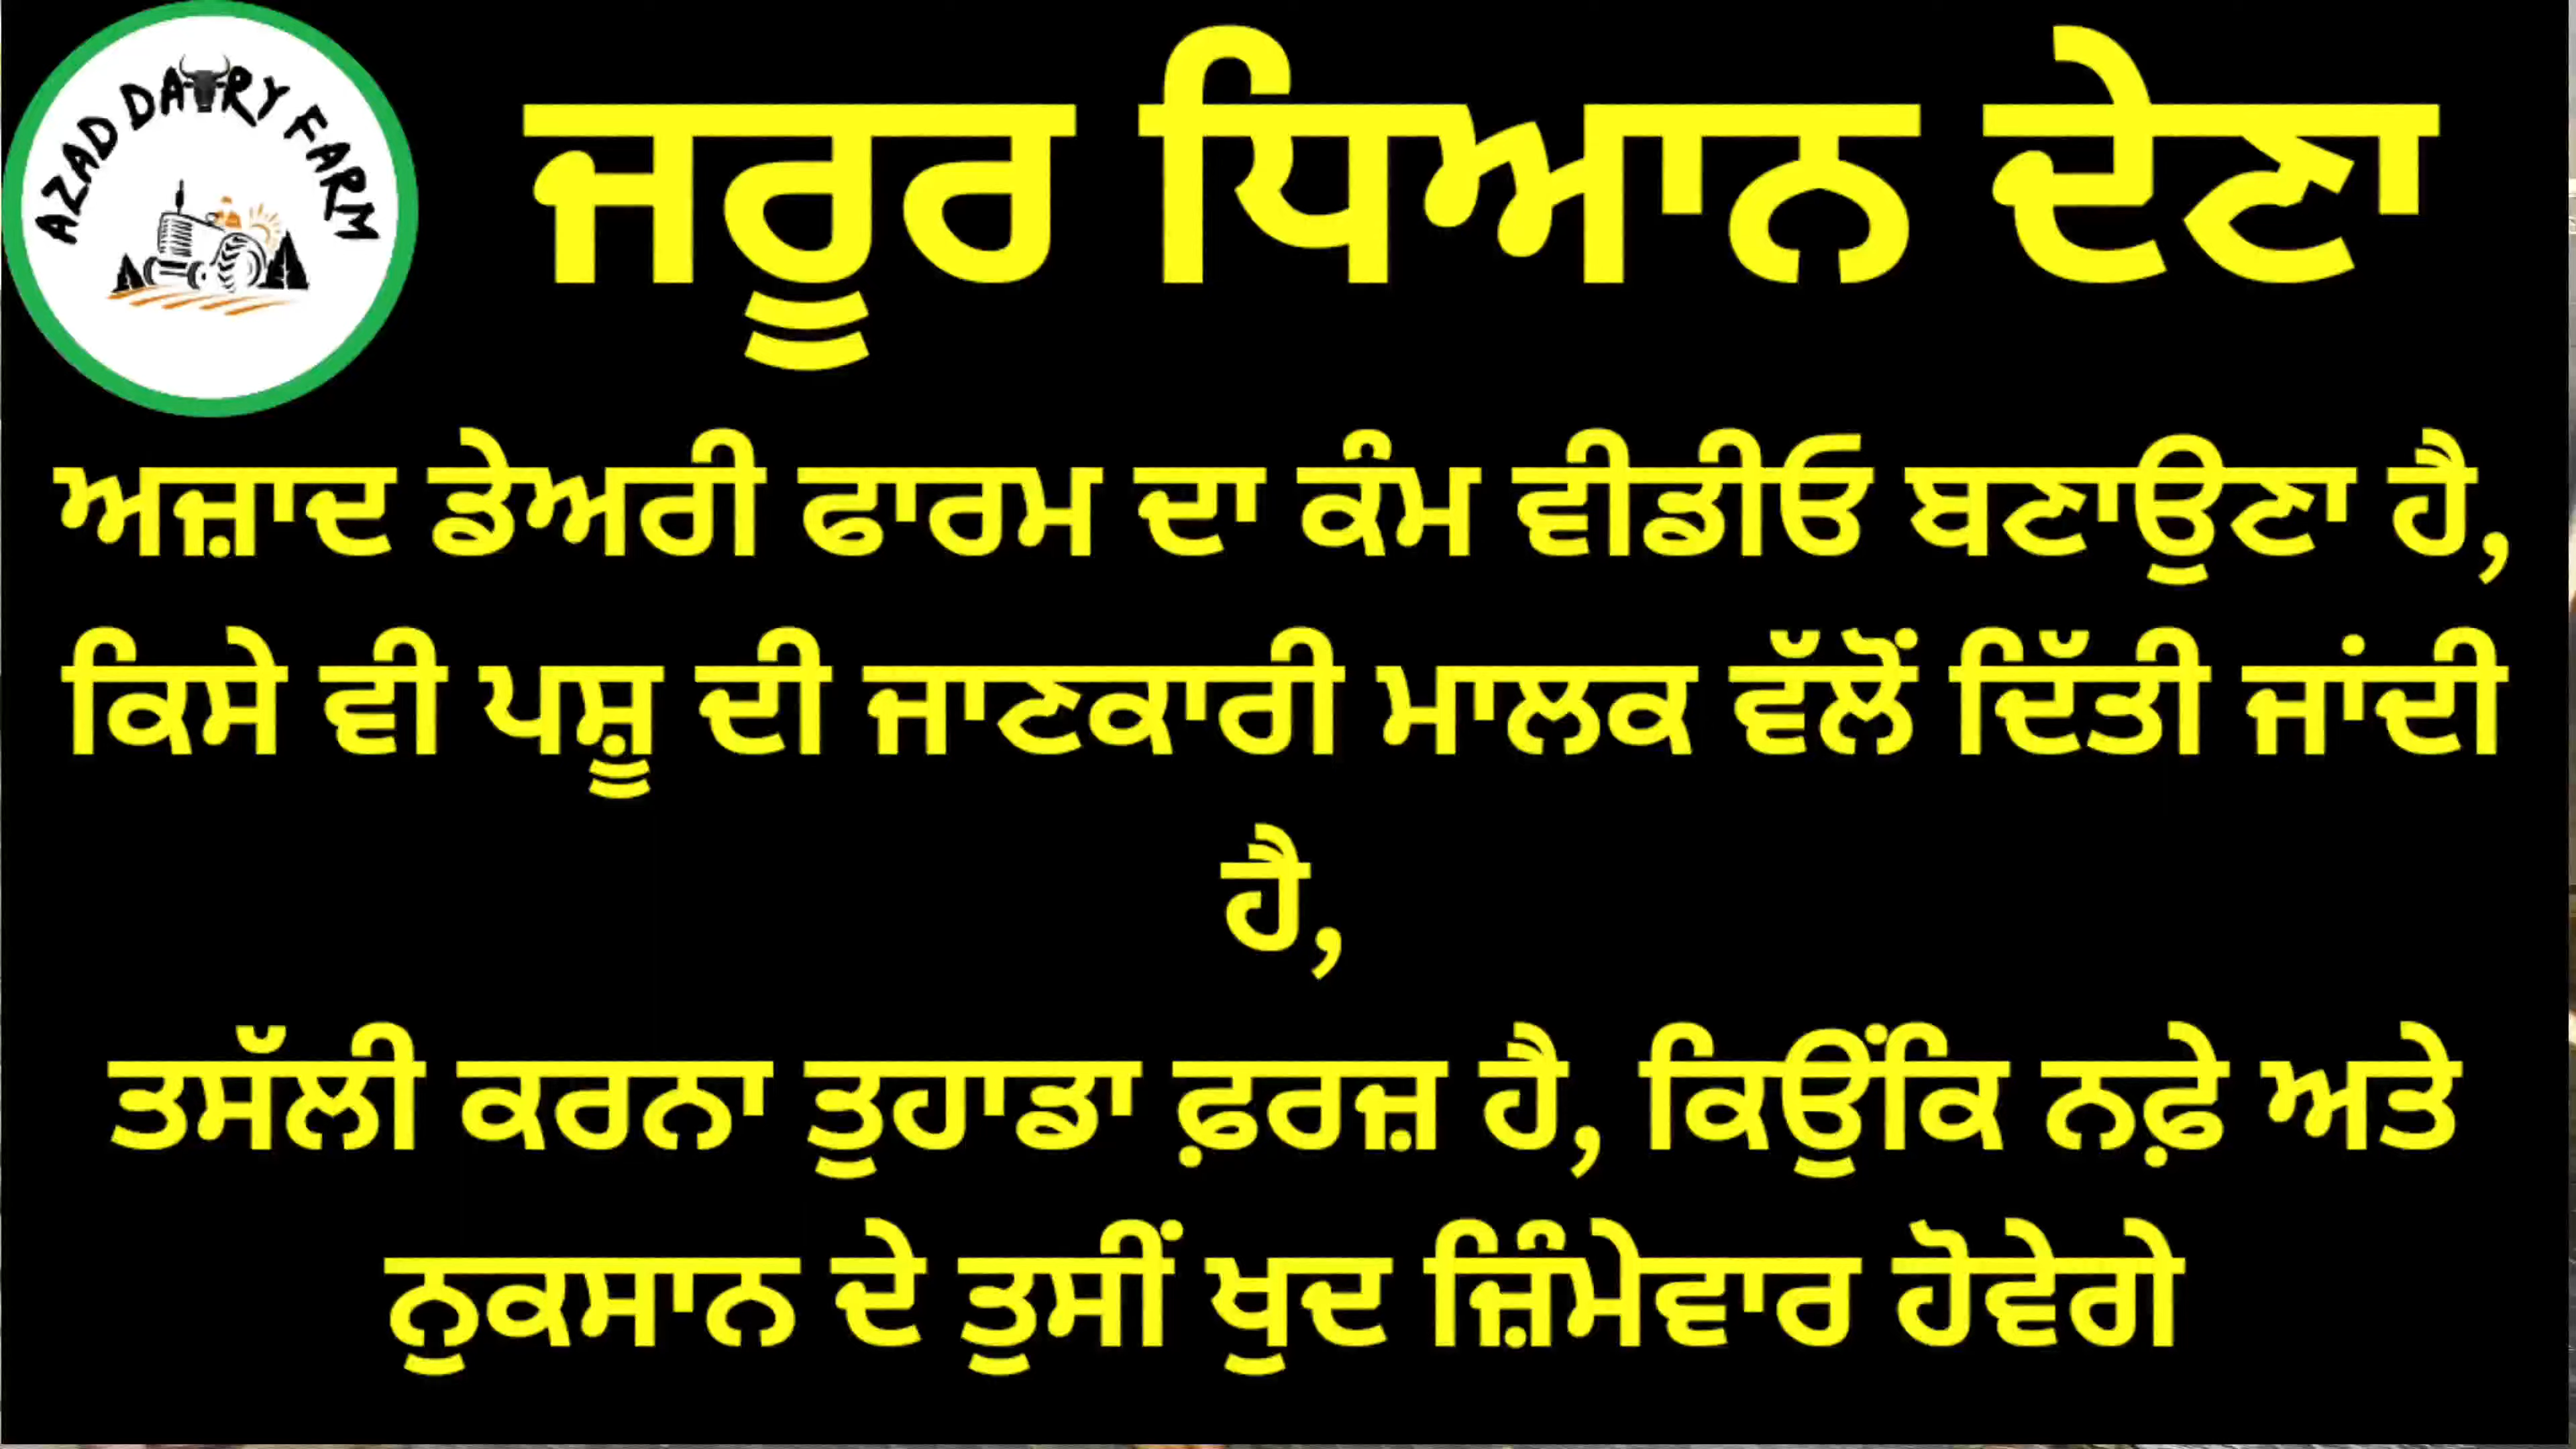 AZAD DAIRY FARM
ਜਰੂਰ ਧਿਆਨ ਦੇਣਾ
ਅਜ਼ਾਦ ਡੇਅਰੀ ਫਾਰਮ ਦਾ ਕੰਮ ਵੀਡੀਓ ਬਣਾਉਣਾ ਹੈ,
ਕਿਸੇ ਵੀ ਪਸ਼ੂ ਦੀ ਜਾਣਕਾਰੀ ਮਾਲਕ ਵੱਲੋਂ ਦਿੱਤੀ ਜਾਂਦੀ
ਹੈ,
ਤਸੱਲੀ ਕਰਨਾ ਤੁਹਾਡਾ ਫ਼ਰਜ਼ ਹੈ, ਕਿਉਂਕਿ ਨਫ਼ੇ ਅਤੇ
ਨੁਕਸਾਨ ਦੇ ਤੁਸੀਂ ਖੁਦ ਜ਼ਿੰਮੇਵਾਰ ਹੋਵੇਗੇ